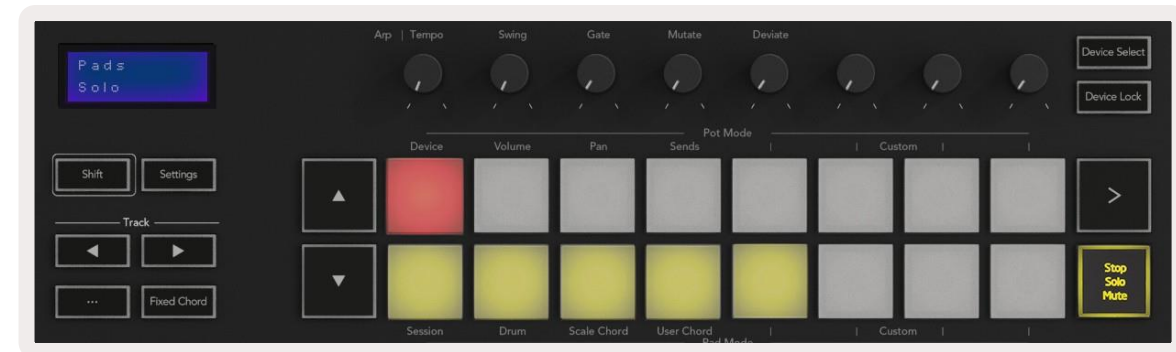 Arp | Tempo Swing Gate Mutate Deviate
Device Select
Pads
Solo
Device Lock
Pot Mode
Device Volume Pan Sends Custom
Shift Settings
Track
Stop
Solo
Mute
... Fixed Chord
Session Drum Scale Chord User Chord Custom
Pad Mode